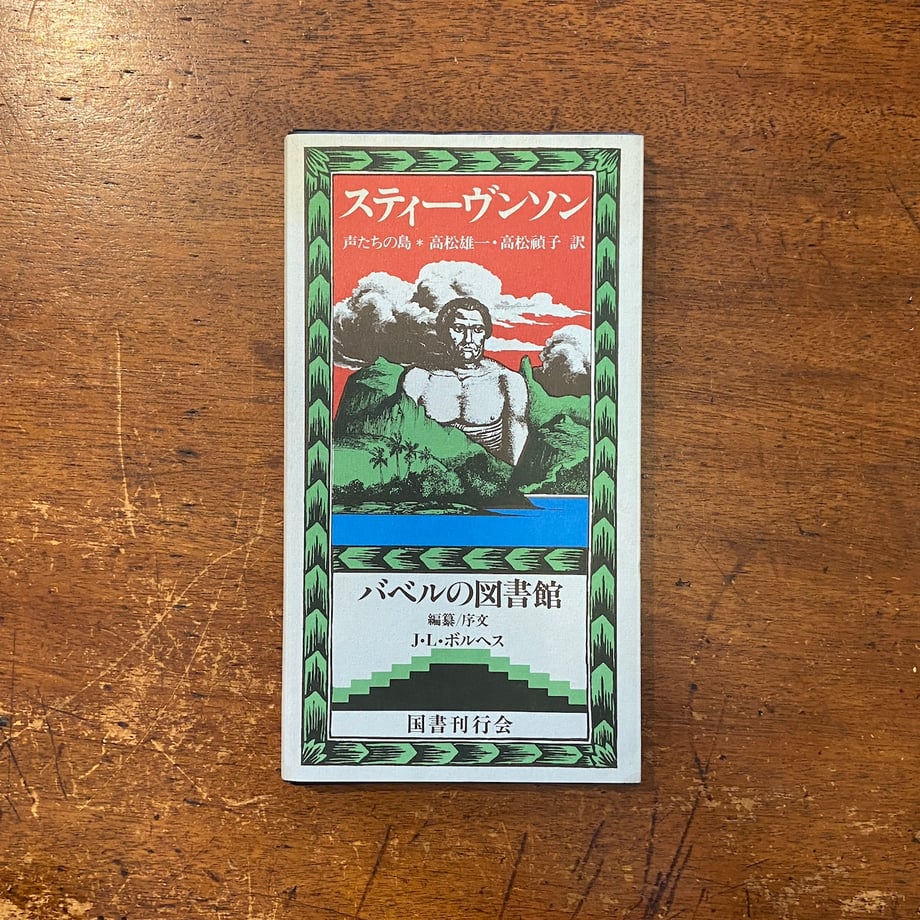 スティーヴンソン
声たちの島＊高松雄一・高松禎子 訳
バベルの図書館
編纂/序文
J・L・ボルヘス
国書刊行会